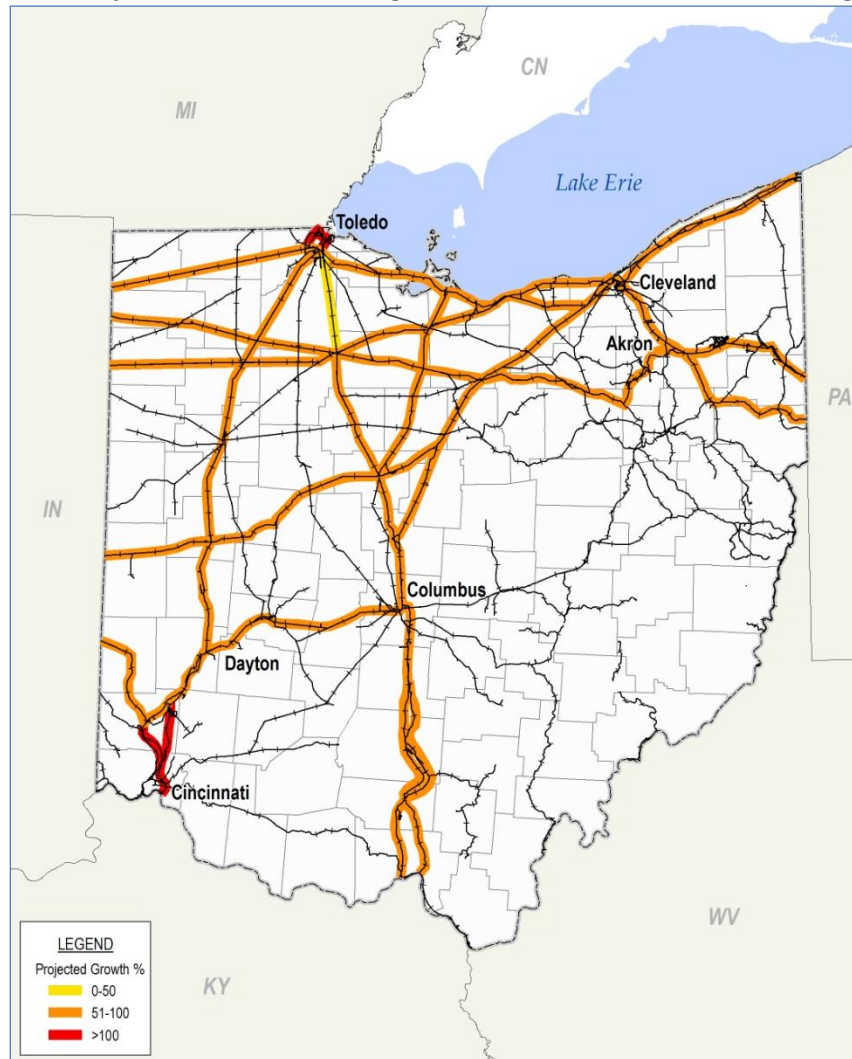 CN
MI
Lake Erie
Toledo
Cleveland
Akron
PA
IN
Columbus
Dayton
Cincinnati
WV
KY
LEGEND
Projected Growth %
0-50
51-100
>100